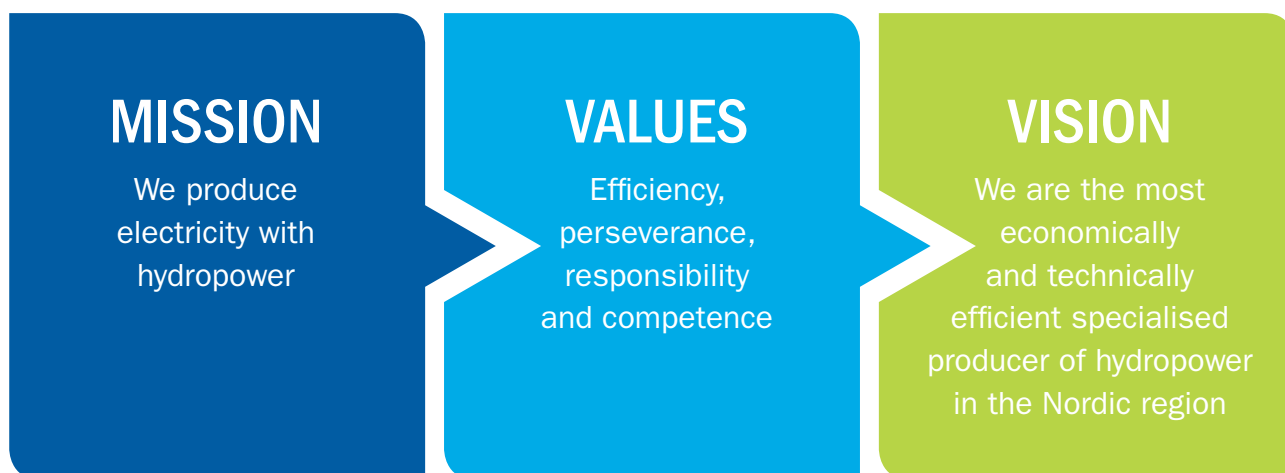 MISSION
We produce
electricity with
hydropower
VALUES
Efficiency,
perseverance,
responsibility
and competence
VISION
We are the most
economically
and technically
efficient specialised
producer of hydropower
in the Nordic region